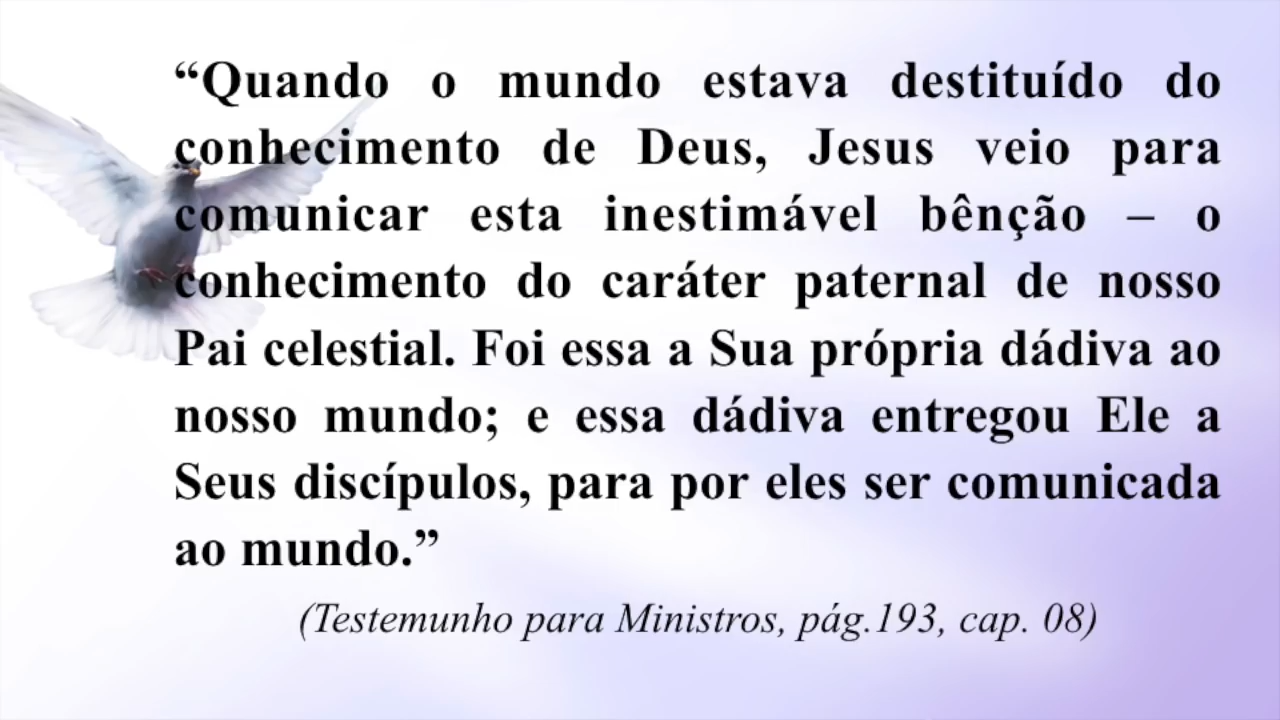 “Quando o mundo estava destituído do
conhecimento de Deus, Jesus veio para
comunicar esta inestimável bênção – o
conhecimento do caráter paternal de nosso
Pai celestial. Foi essa a Sua própria dádiva ao
nosso mundo; e essa dádiva entregou Ele a
Seus discípulos, para por eles ser comunicada
ao mundo.”
(Testemunho para Ministros, pág.193, cap. 08)